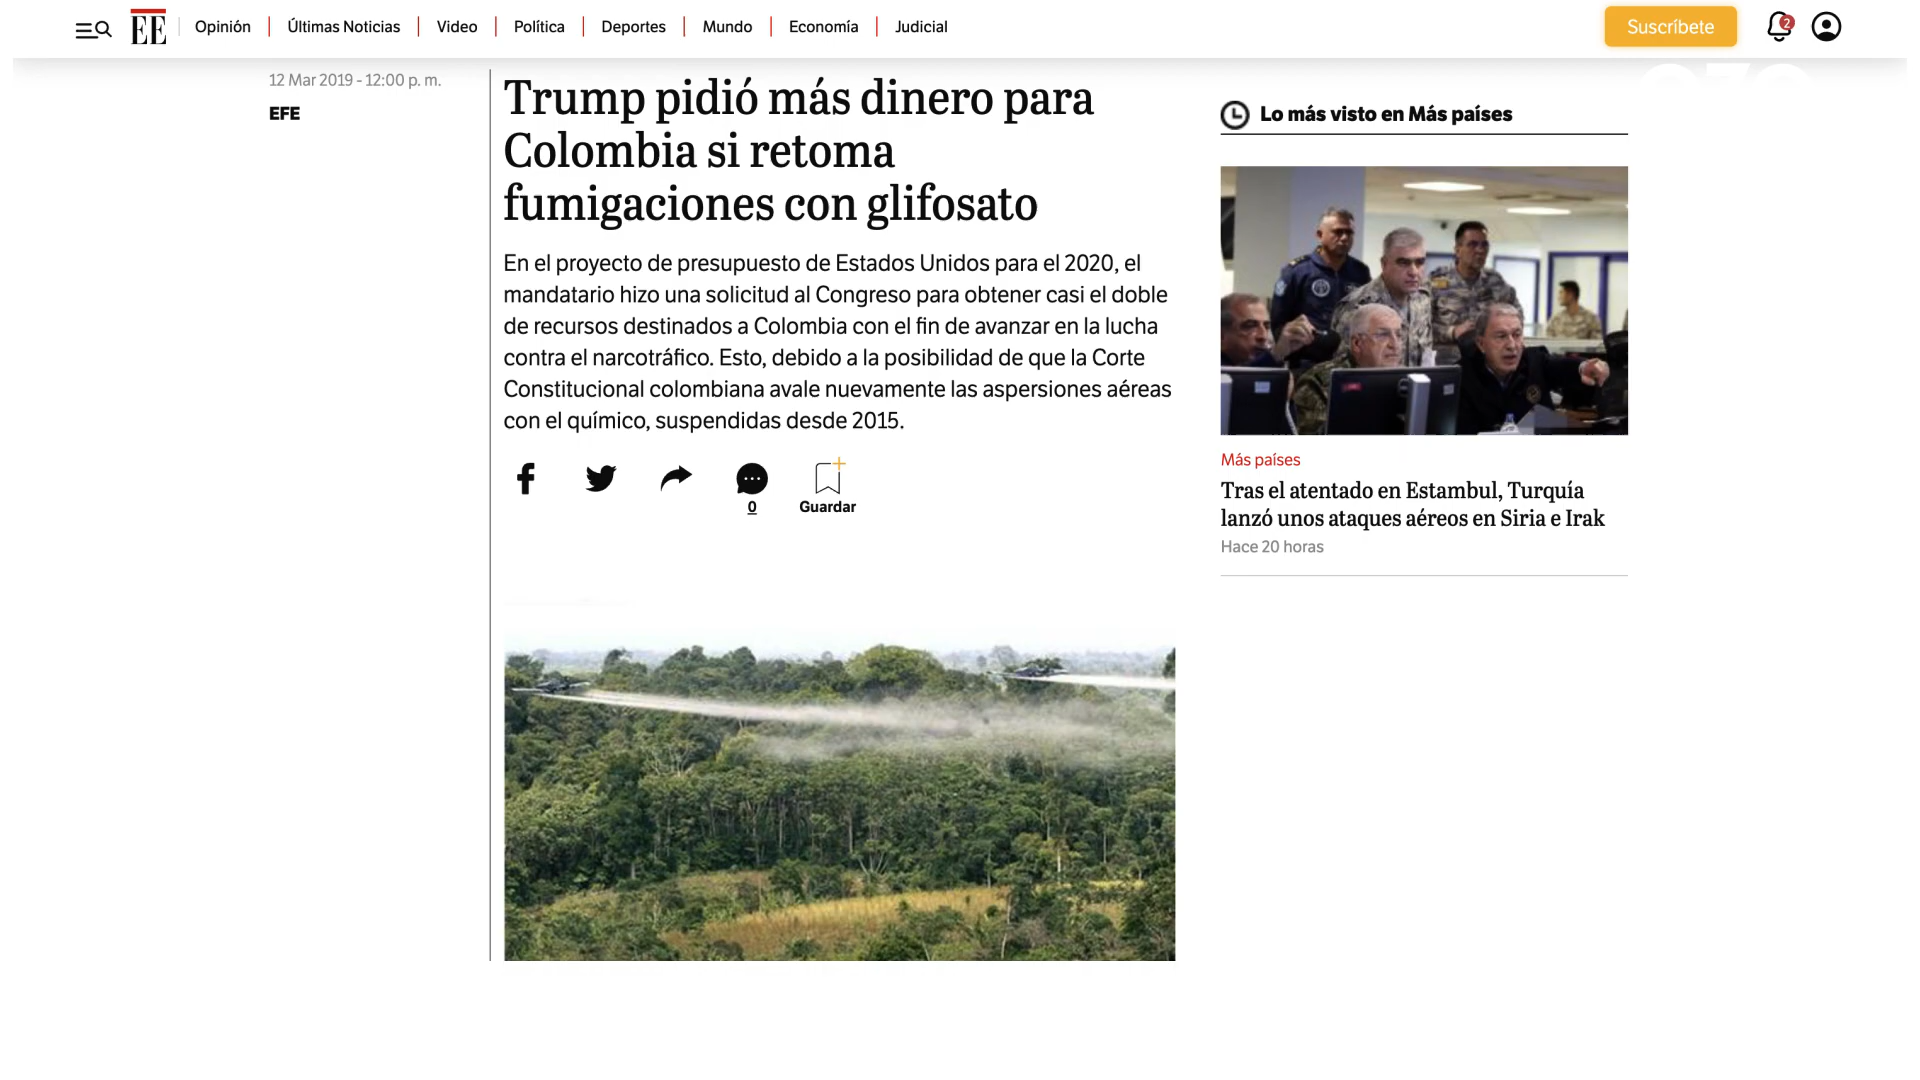 EE
Opinión
Últimas Noticias
Video
Política
Deportes
Mundo
Economía
Judicial
Suscríbete
2
12 Mar 2019 - 12:00 p. m.
EFE
Trump pidió más dinero para
Colombia si retoma
fumigaciones con glifosato
En el proyecto de presupuesto de Estados Unidos para el 2020, el
mandatario hizo una solicitud al Congreso para obtener casi el doble
de recursos destinados a Colombia con el fin de avanzar en la lucha
contra el narcotráfico. Esto, debido a la posibilidad de que la Corte
Constitucional colombiana avale nuevamente las aspersiones aéreas
con el químico, suspendidas desde 2015.
0
Guardar
Lo más visto en Más países
Más países
Tras el atentado en Estambul, Turquía
lanzó unos ataques aéreos en Siria e Irak
Hace 20 horas